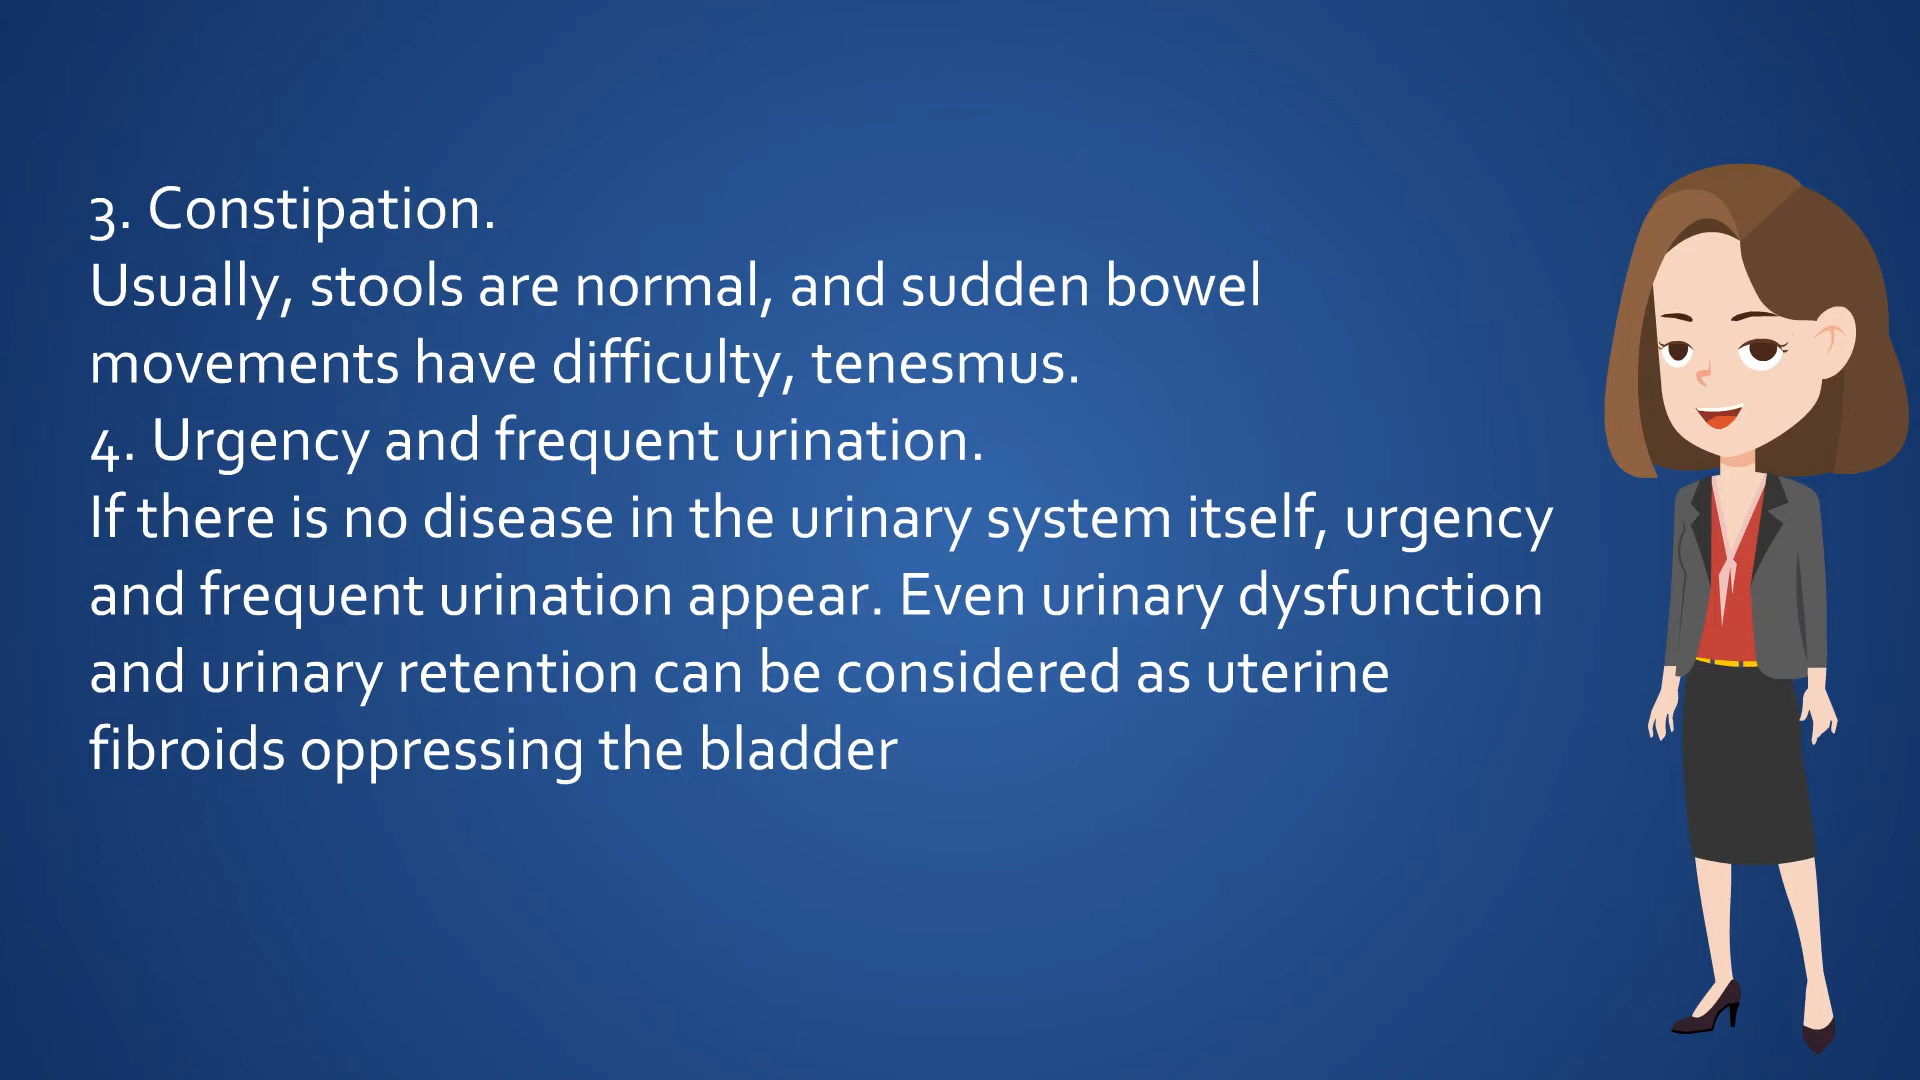 3. Constipation.
Usually, stools are normal, and sudden bowel
movements have difficulty, tenesmus.
4. Urgency and frequent urination.
If there is no disease in the urinary system itself, urgency
and frequent urination appear. Even urinary dysfunction
and urinary retention can be considered as uterine
fibroids oppressing the bladder